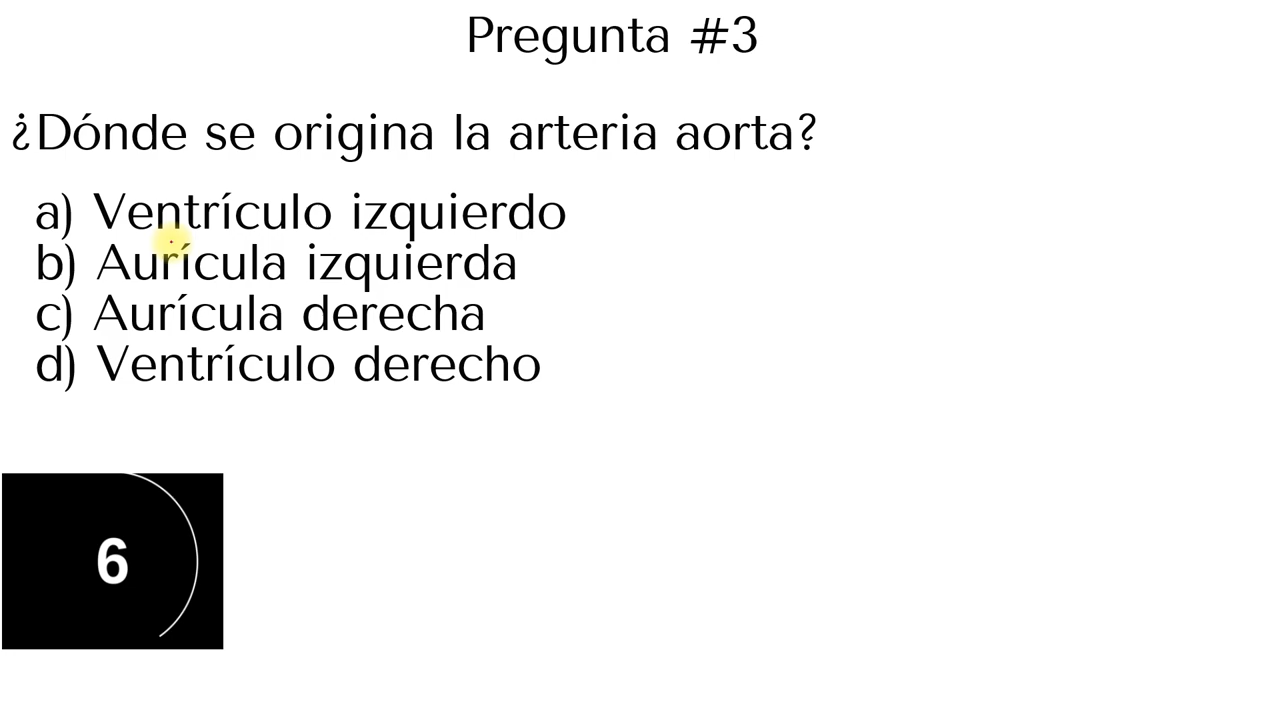 Pregunta #3
¿Dónde se origina la arteria aorta?
a) Ventrículo izquierdo
b) Aurícula izquierda
c) Aurícula derecha
d) Ventrículo derecho
6